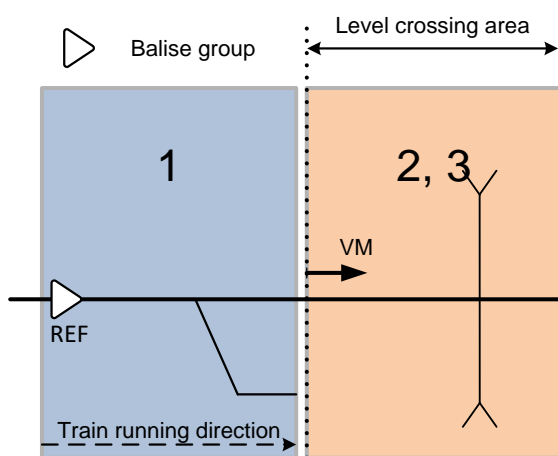 Balise group
Level crossing area
1
2, 3
VM
REF
Train running direction